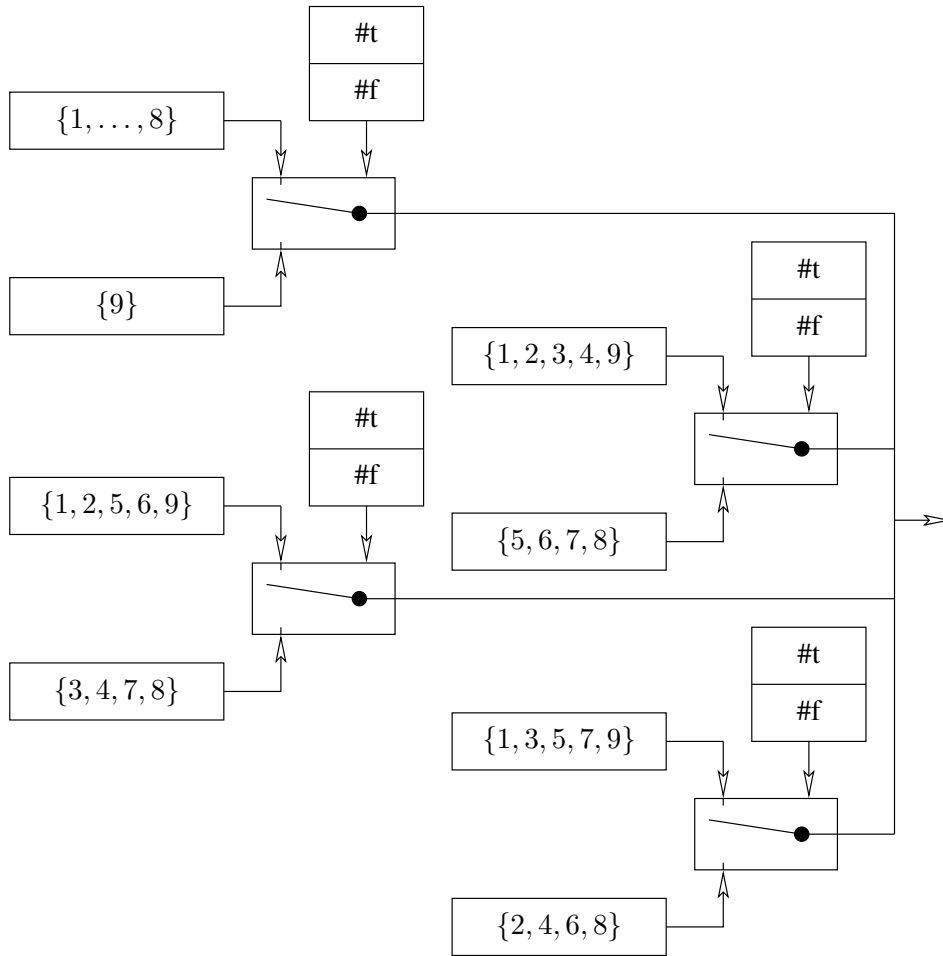 #t
#f
{1, . . . , 8}
{9}
#t
#f
{1, 2, 3, 4, 9}
{5, 6, 7, 8}
#t
#f
{1, 2, 5, 6, 9}
{3, 4, 7, 8}
#t
#f
{1, 3, 5, 7, 9}
{2, 4, 6, 8}